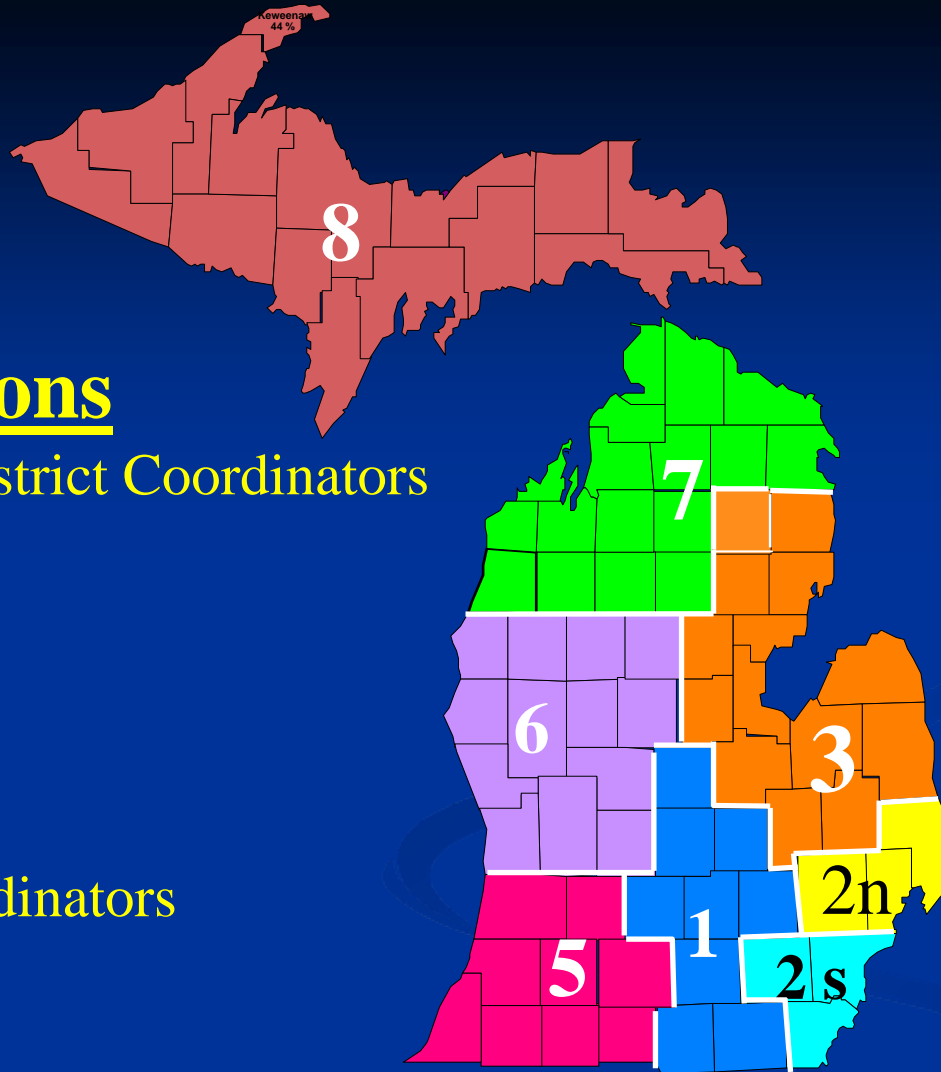 Keweenaw
44 %
8
ons
strict Coordinators
7
6
3
dinators
2n
1
5
2 s